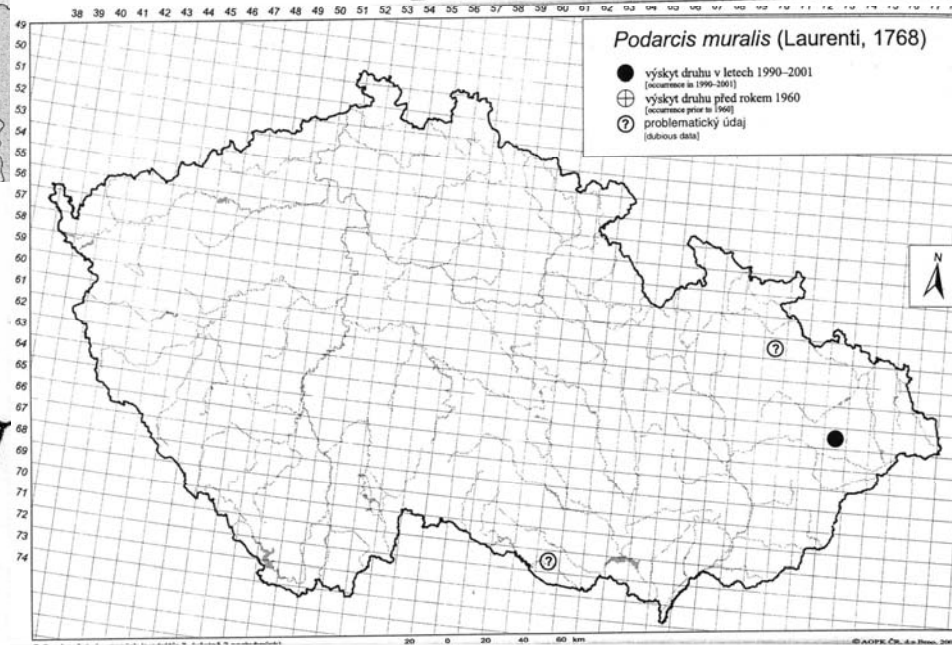 38 39 40 41 42 43 44 45 46 47 48 49 50 51 52 53 54 55 56 57 58 59 60 61 62 63 64 65 66 67 68 69 70 71 72 73 74 75 76 77
49
50
51
52
53
54
55
56
57
58
59
60
61
62
63
64
65
66
67
68
69
70
71
72
73
74
Podarcis muralis (Laurenti, 1768)
výskyt druhu v letech 1990–2001
[occurrence in 1990–2001]
výskyt druhu před rokem 1960
[occurrence prior to 1960]
? problematický údaj
[dubious data]
N
?
?
20 0 20 40 60 km
© AOPK ČR,